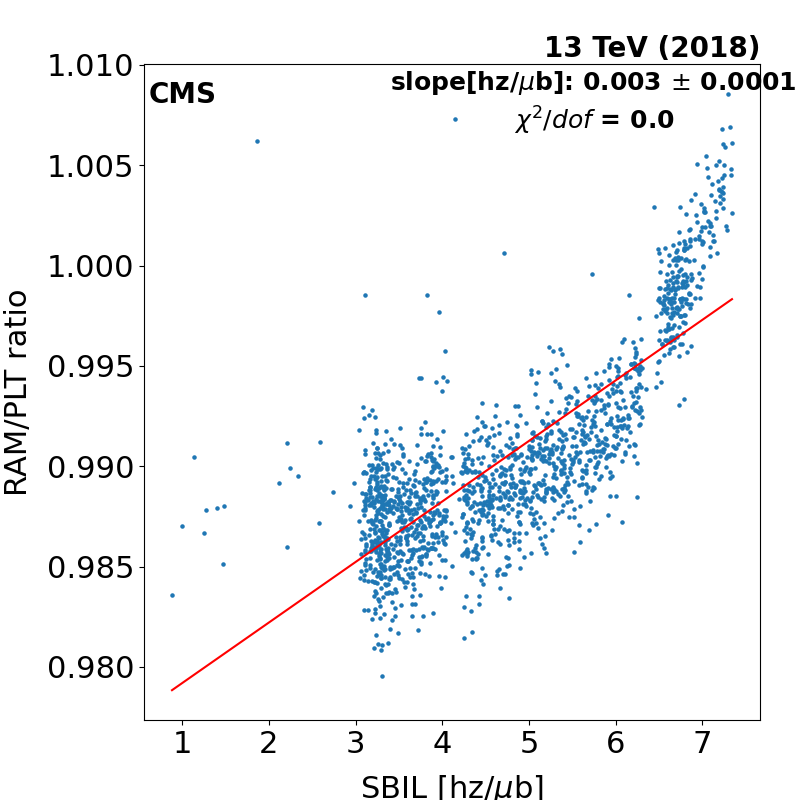 13 TeV (2018)
CMS
slope[hz/μb]: 0.003 ± 0.0001
χ²/dof = 0.0
1.010
1.005
1.000
0.995
0.990
0.985
0.980
RAM/PLT ratio
1 2 3 4 5 6 7
SBIL [hz/μb]